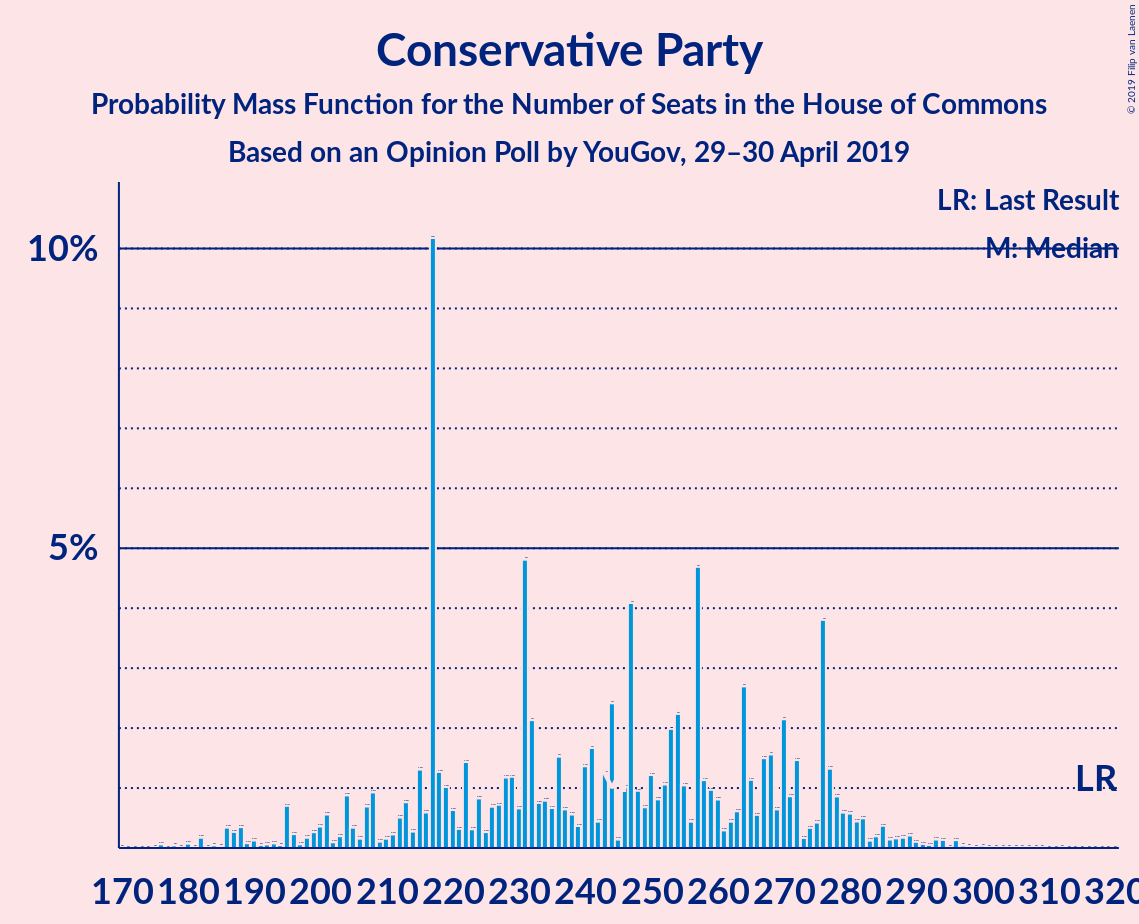 Conservative Party
Probability Mass Function for the Number of Seats in the House of Commons
Based on an Opinion Poll by YouGov, 29–30 April 2019
© 2019 Filip van Laenen
LR: Last Result
M: Median
10%
5%
LR
170 180 190 200 210 220 230 240 250 260 270 280 290 300 310 320